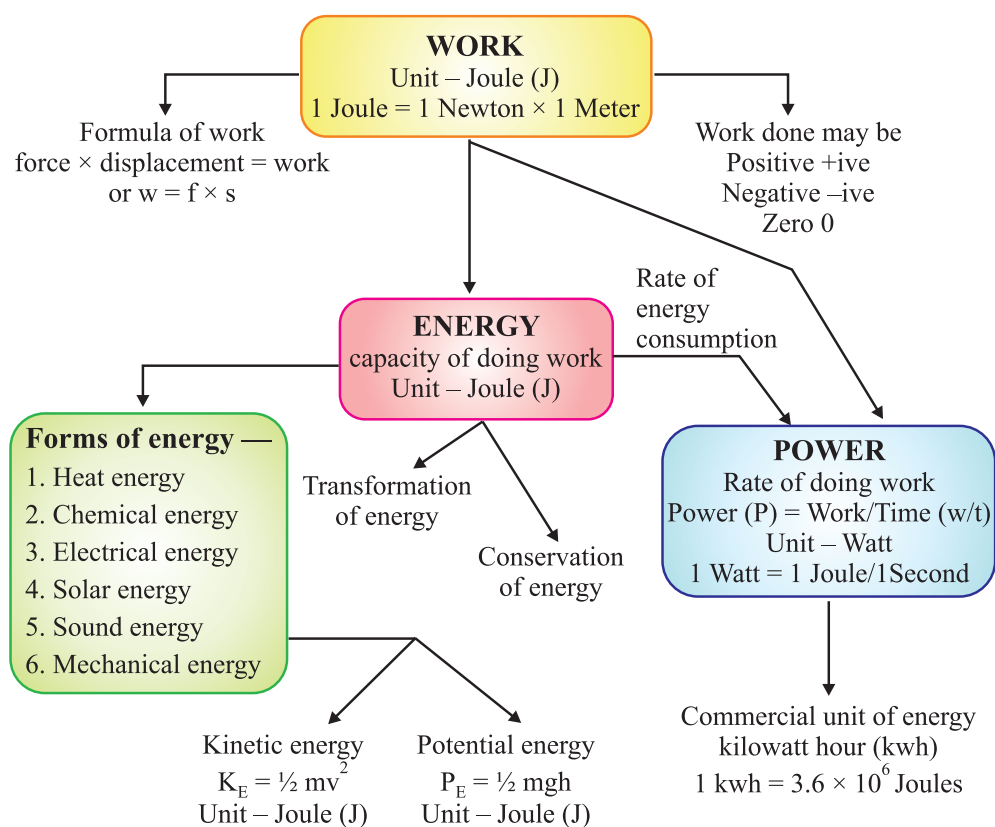 WORK
Unit – Joule (J)
1 Joule = 1 Newton × 1 Meter
Formula of work
force × displacement = work
or w = f × s
Work done may be
Positive +ive
Negative –ive
Zero 0
Rate of
energy
consumption
ENERGY
capacity of doing work
Unit – Joule (J)
Forms of energy —
1. Heat energy
2. Chemical energy
3. Electrical energy
4. Solar energy
5. Sound energy
6. Mechanical energy
Transformation
of energy
Conservation
of energy
POWER
Rate of doing work
Power (P) = Work/Time (w/t)
Unit – Watt
1 Watt = 1 Joule/1Second
Kinetic energy
K_E = ½ mv²
Unit – Joule (J)
Potential energy
P_E = ½ mgh
Unit – Joule (J)
Commercial unit of energy
kilowatt hour (kwh)
1 kwh = 3.6 × 10⁶ Joules